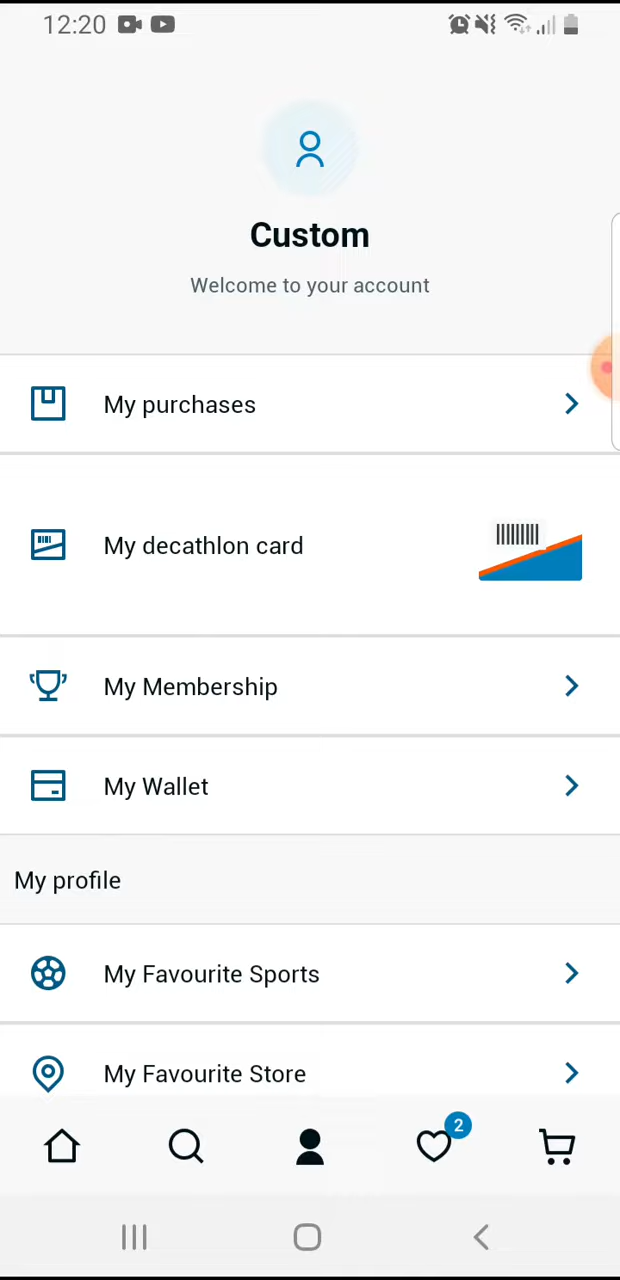 12:20
Custom
Welcome to your account
My purchases
My decathlon card
My Membership
My Wallet
My profile
My Favourite Sports
My Favourite Store
2